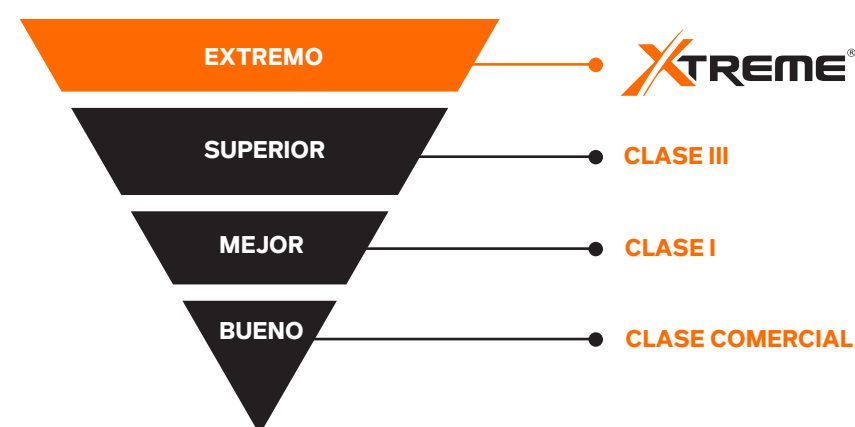 EXTREMO
XTREME®
SUPERIOR
CLASE III
MEJOR
CLASE I
BUENO
CLASE COMERCIAL